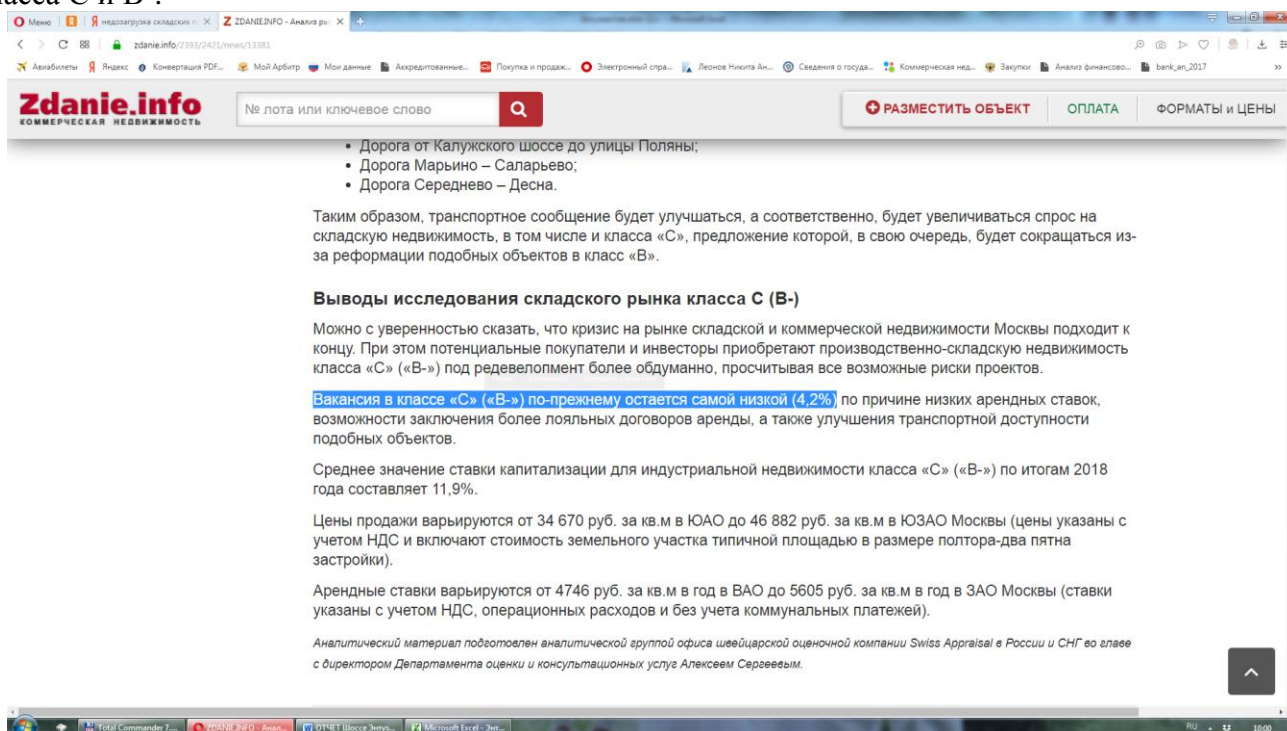 ласса С и В .
Меню
недозагрузка складских п
ZDANIE.INFO - Анализ ры
zdanie.info/2393/2421/news/13381
Авиабилеты Яндекс Конвертация PDF... Мой Арбитр Мои данные Аккредитованные... Покупка и продаж... Электронный спра... Леонов Никита Ан... Сведения о госуда... Коммерческая нед... Закупки Анализ финансово... bank_an_2017 »
Zdanie.info
КОММЕРЧЕСКАЯ НЕДВИЖИМОСТЬ
№ лота или ключевое слово
РАЗМЕСТИТЬ ОБЪЕКТ
ОПЛАТА
ФОРМАТЫ и ЦЕНЫ
• Дорога от Калужского шоссе до улицы Поляны;
• Дорога Марьино – Саларьево;
• Дорога Середнево – Десна.
Таким образом, транспортное сообщение будет улучшаться, а соответственно, будет увеличиваться спрос на
складскую недвижимость, в том числе и класса «С», предложение которой, в свою очередь, будет сокращаться из-
за реформации подобных объектов в класс «В».
Выводы исследования складского рынка класса С (В-)
Можно с уверенностью сказать, что кризис на рынке складской и коммерческой недвижимости Москвы подходит к
концу. При этом потенциальные покупатели и инвесторы приобретают производственно-складскую недвижимость
класса «С» («В-») под редевелопмент более обдуманно, просчитывая все возможные риски проектов.
Вакансия в классе «С» («В-») по-прежнему остается самой низкой (4,2%) по причине низких арендных ставок,
возможности заключения более лояльных договоров аренды, а также улучшения транспортной доступности
подобных объектов.
Среднее значение ставки капитализации для индустриальной недвижимости класса «С» («В-») по итогам 2018
года составляет 11,9%.
Цены продажи варьируются от 34 670 руб. за кв.м в ЮАО до 46 882 руб. за кв.м в ЮЗАО Москвы (цены указаны с
учетом НДС и включают стоимость земельного участка типичной площадью в размере полтора-два пятна
застройки).
Арендные ставки варьируются от 4746 руб. за кв.м в год в ВАО до 5605 руб. за кв.м в год в ЗАО Москвы (ставки
указаны с учетом НДС, операционных расходов и без учета коммунальных платежей).
Аналитический материал подготовлен аналитической группой офиса швейцарской оценочной компании Swiss Appraisal в России и СНГ во главе
с директором Департамента оценки и консультационных услуг Алексеем Сергеевым.
Total Commander 7.... ZDANIE.INFO - Анал... ОТЧЕТ Шоссе Энтуз... Microsoft Excel - Энт...
RU 10:00